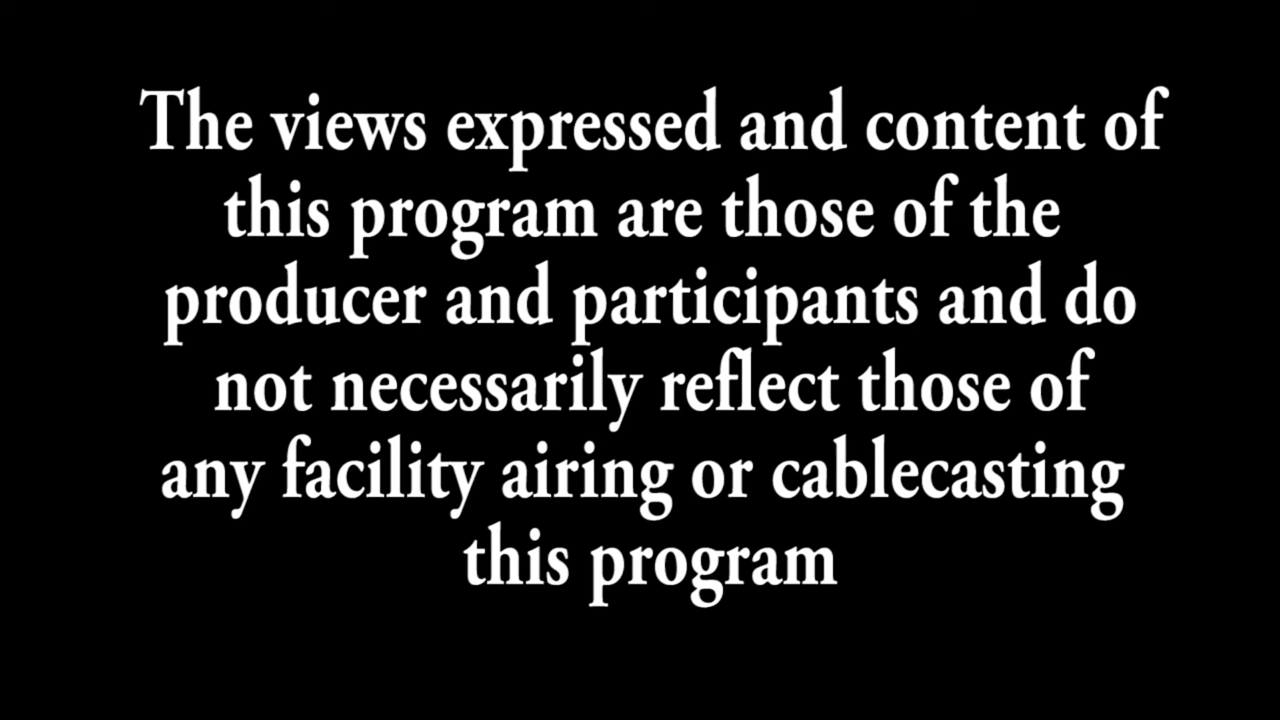 The views expressed and content of
this program are those of the
producer and participants and do
not necessarily reflect those of
any facility airing or cablecasting
this program